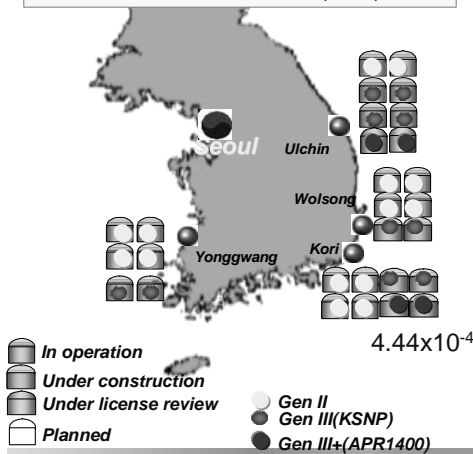 Seoul
Ulchin
Wolsong
Yonggwang
Kori
4.44x10⁻⁴
In operation
Under construction
Under license review
Planned
Gen II
Gen III(KSNP)
Gen III+(APR1400)